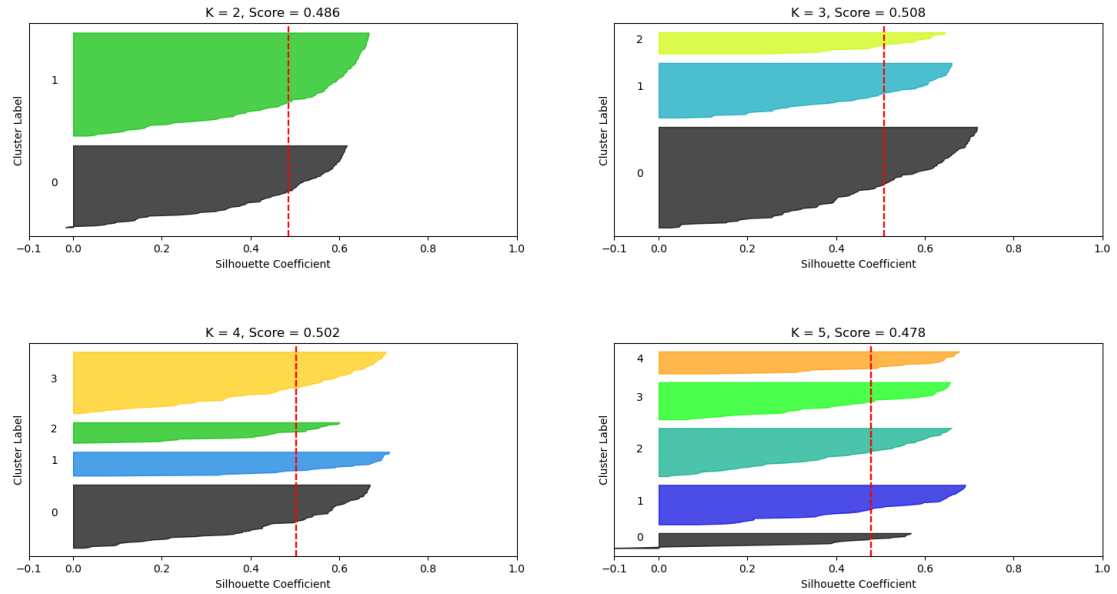 K = 2, Score = 0.486
Cluster Label
1
0
−0.1 0.0 0.2 0.4 0.6 0.8 1.0
Silhouette Coefficient
K = 3, Score = 0.508
Cluster Label
2
1
0
−0.1 0.0 0.2 0.4 0.6 0.8 1.0
Silhouette Coefficient
K = 4, Score = 0.502
Cluster Label
3
2
1
0
−0.1 0.0 0.2 0.4 0.6 0.8 1.0
Silhouette Coefficient
K = 5, Score = 0.478
Cluster Label
4
3
2
1
0
−0.1 0.0 0.2 0.4 0.6 0.8 1.0
Silhouette Coefficient